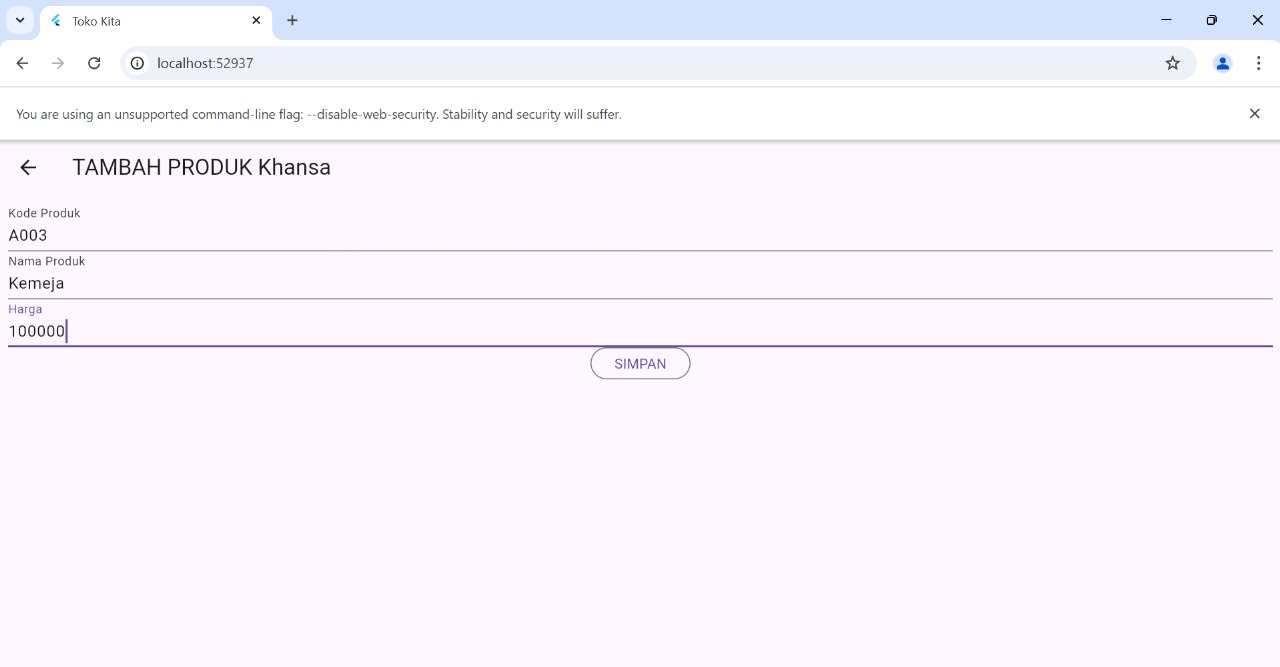 Toko Kita
localhost:52937
You are using an unsupported command-line flag: --disable-web-security. Stability and security will suffer.
TAMBAH PRODUK Khansa
Kode Produk
A003
Nama Produk
Kemeja
Harga
100000
SIMPAN